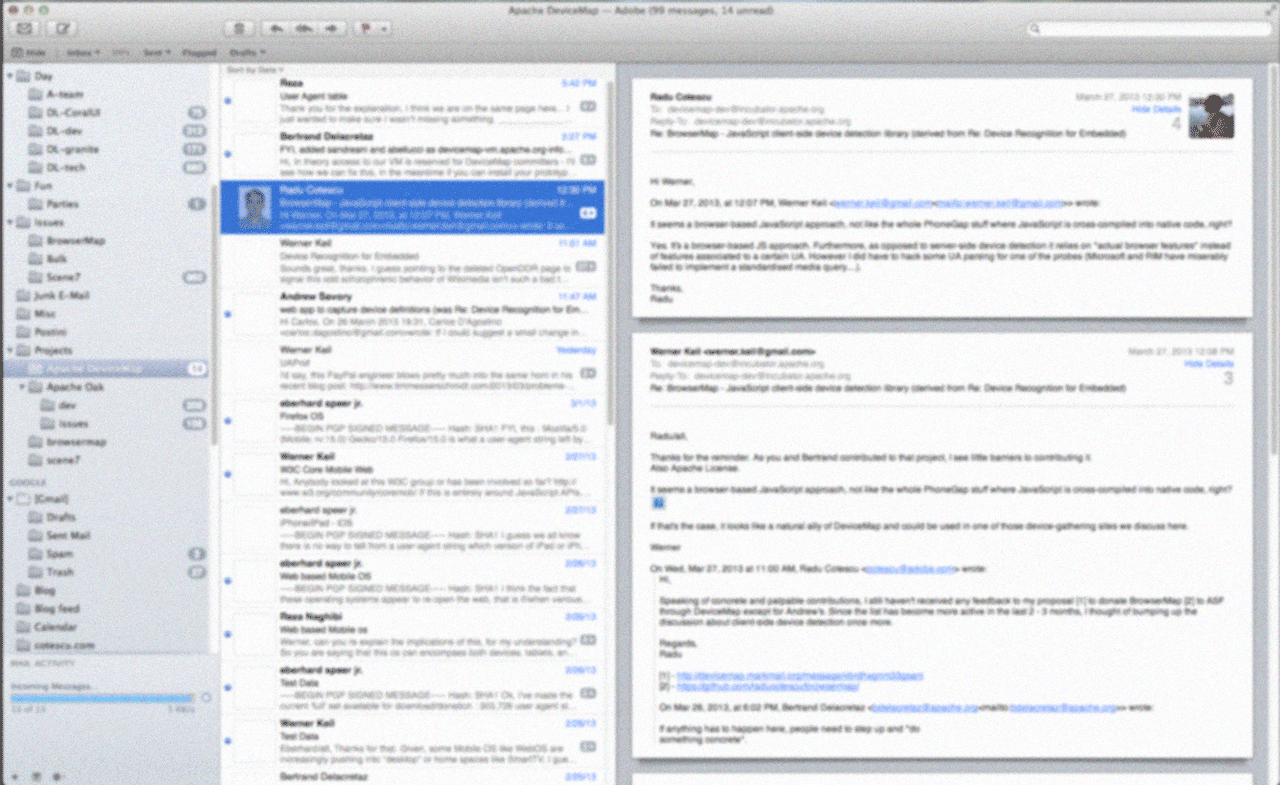 Apache DeviceMap — Adobe (99 messages, 14 unread)
Hide Inbox Sent Flagged Drafts
Day
A-team
DL-CoralUI
DL-dev
DL-granite
DL-tech
Fun
Parties
Issues
BrowserMap
Bulk
Scene7
Junk E-Mail
Misc
Postini
Projects
Apache DeviceMap 14
Apache Oak
dev
issues
browsermap
scene7
GOOGLE
[Gmail]
Drafts
Sent Mail
Spam
Trash
Blog
Blog feed
Calendar
cotescu.com
MAIL ACTIVITY
Incoming Messages...
Sort by Date
Reza 5:42 PM
User Agent table
Thank you for the explanation, I think we are on the same page here... I
just wanted to make sure I wasn't missing something.
Bertrand Delacretaz 2:27 PM
FYI, added sandreani and abellucci as devicemap-vm.apache.org-info...
Hi, In theory access to our VM is reserved for DeviceMap committers - I'll
see how we can fix this, in the meantime if you can install your prototyp...
Radu Cotescu 12:30 PM
BrowserMap - JavaScript client-side device detection library (derived fr...
Hi Werner, On Mar 27, 2013, at 12:07 PM, Werner Keil
Werner Keil 11:51 AM
Device Recognition for Embedded
Sounds great, thanks. I guess pointing to the deleted OpenDDR page to
signal this odd schizophrenic behavior of Wikimedia isn't such a bad t...
Andrew Savory 11:47 AM
web app to capture device definitions (was Re: Device Recognition for Em...
Hi Carlos, On 26 March 2013 19:31, Carlos D'Agostino
<carlos.dagostino@gmail.com>wrote: If I could suggest a small change in...
Werner Keil Yesterday
UAProf
I'd say, this PayPal engineer blows pretty much into the same horn in his
eberhard speer jr. 3/1/13
Firefox OS
-----BEGIN PGP SIGNED MESSAGE----- Hash: SHA1 FYI, this : Mozilla/5.0
(Mobile; rv:15.0) Gecko/15.0 Firefox/15.0 is what a user-agent string left by...
Werner Keil 2/27/13
W3C Core Mobile Web
Hi, Anybody looked at this W3C group or has been involved so far? http://
www.w3.org/community/coremob/ If this is entirely around JavaScript APIs...
eberhard speer jr. 2/27/13
iPhone/iPad - iOS
-----BEGIN PGP SIGNED MESSAGE----- Hash: SHA1 I guess we all know
there is no way to tell from a user-agent string which version of iPad or iPh...
eberhard speer jr. 2/26/13
Web based Mobile OS
-----BEGIN PGP SIGNED MESSAGE----- Hash: SHA1 I think the fact that
these operating systems appear to re-open the web, that is if/when various...
Reza Naghibi 2/26/13
Web based Mobile os
Werner, can you re explain the implications of this, for my understanding?
So you are saying that this os can encompass both devices, tablets, an...
eberhard speer jr. 2/26/13
Test Data
-----BEGIN PGP SIGNED MESSAGE----- Hash: SHA1 Ok, I've made the
current 'full' set available for download/donation : 303,726 user agent st...
Werner Keil 2/26/13
Test Data
Eberhard/all, Thanks for that. Given, some Mobile OS like WebOS are
increasingly pushing into "desktop" or home spaces like SmartTV, I gue...
Bertrand Delacretaz 2/25/13
Radu Cotescu March 27, 2013 12:30 PM
To: devicemap-dev@incubator.apache.org Hide Details
Reply-To: devicemap-dev@incubator.apache.org 4
Re: BrowserMap - JavaScript client-side device detection library (derived from Re: Device Recognition for Embedded)
Hi Werner,
On Mar 27, 2013, at 12:07 PM, Werner Keil <werner.keil@gmail.com<mailto:werner.keil@gmail.com>> wrote:
It seems a browser-based JavaScript approach, not like the whole PhoneGap stuff where JavaScript is cross-compiled into native code, right?
Yes. It's a browser-based JS approach. Furthermore, as opposed to server-side device detection it relies on "actual browser features" instead
of features associated to a certain UA. However I did have to hack some UA parsing for one of the probes (Microsoft and RIM have miserably
failed to implement a standardised media query...).
Thanks,
Radu
Werner Keil <werner.keil@gmail.com> March 27, 2013 12:08 PM
To: devicemap-dev@incubator.apache.org Hide Details
Reply-To: devicemap-dev@incubator.apache.org 3
Re: BrowserMap - JavaScript client-side device detection library (derived from Re: Device Recognition for Embedded)
Radu/all,
Thanks for the reminder. As you and Bertrand contributed to that project, I see little barriers to contributing it.
Also Apache License.
It seems a browser-based JavaScript approach, not like the whole PhoneGap stuff where JavaScript is cross-compiled into native code, right?
If that's the case, it looks like a natural ally of DeviceMap and could be used in one of those device-gathering sites we discuss here.
Werner
On Wed, Mar 27, 2013 at 11:00 AM, Radu Cotescu <cotescu@adobe.com> wrote:
Hi,
Speaking of concrete and palpable contributions, I still haven't received any feedback to my proposal [1] to donate BrowserMap [2] to ASF
through DeviceMap except for Andrew's. Since the list has become more active in the last 2 - 3 months, I thought of bumping up the
discussion about client-side device detection once more.
Regards,
Radu
[2] - https://github.com/raducotescu/browsermap/
On Mar 26, 2013, at 6:02 PM, Bertrand Delacretaz <bdelacretaz@apache.org<mailto:bdelacretaz@apache.org>> wrote:
If anything has to happen here, people need to step up and "do
something concrete".